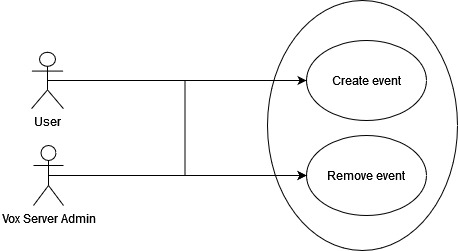 Create event
User
Remove event
Vox Server Admin